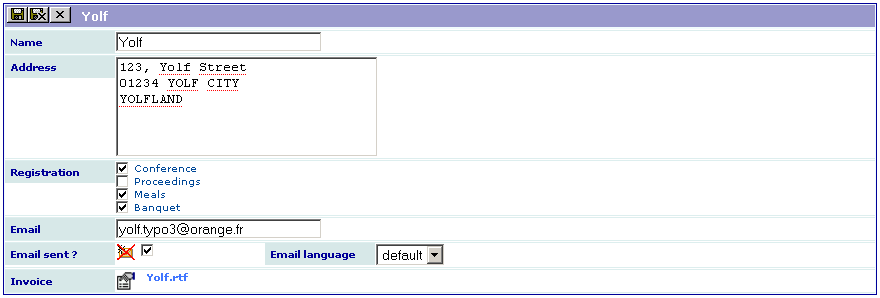 Yolf
Name Yolf
Address 123, Yolf Street
01234 YOLF CITY
YOLFLAND
Registration Conference
Proceedings
Meals
Banquet
Email yolf.typo3@orange.fr
Email sent ? Email language default
Invoice Yolf.rtf